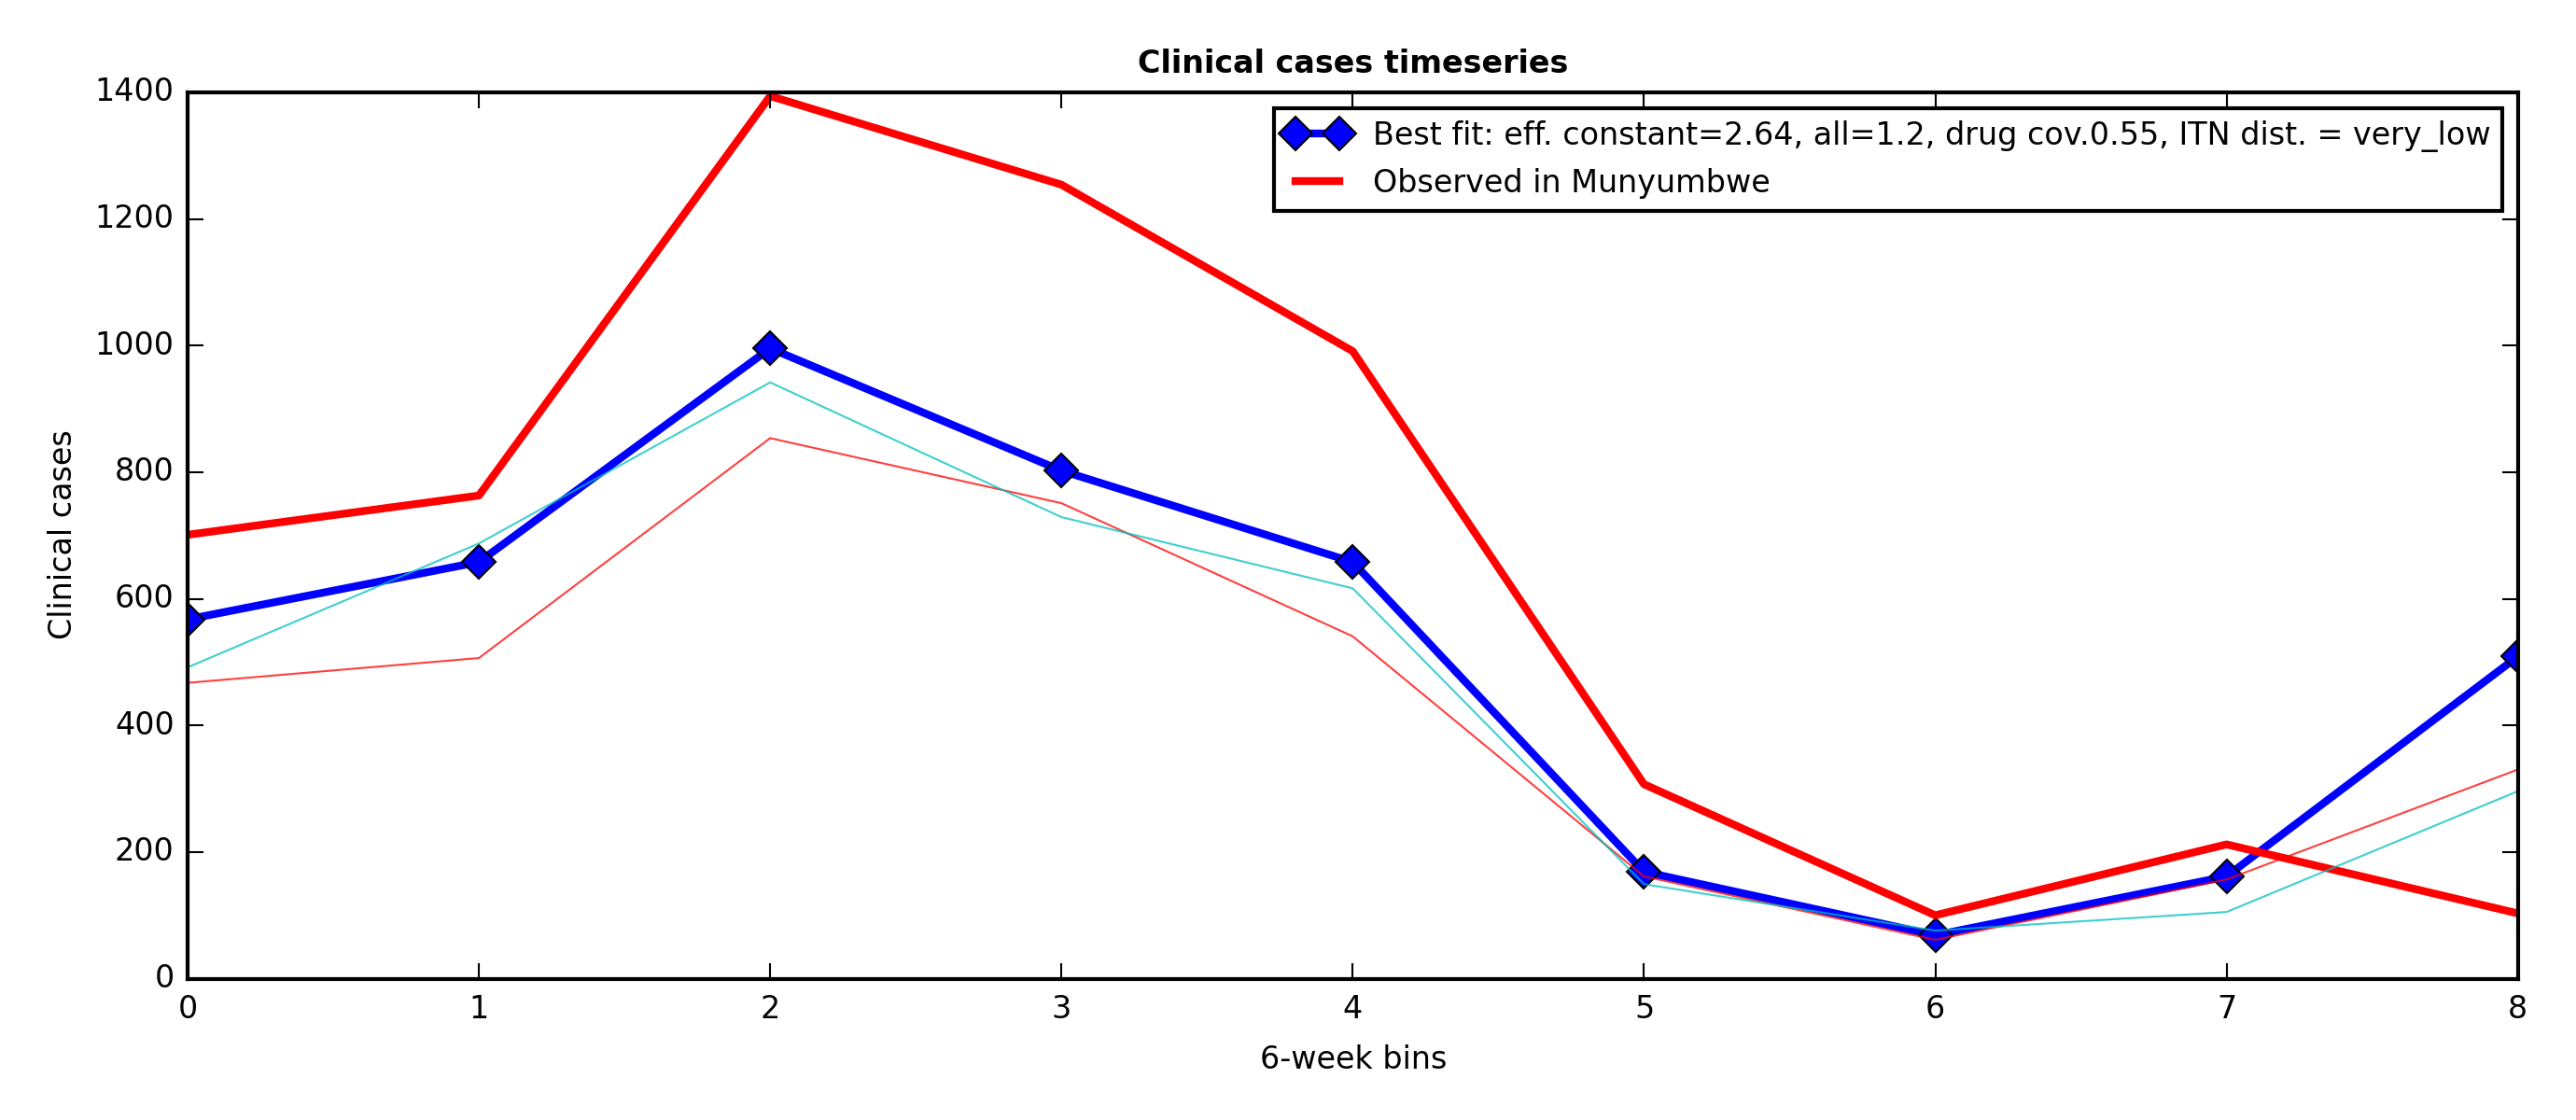 Clinical cases timeseries
1400
1200
1000
800
600
400
200
0
Clinical cases
Best fit: eff. constant=2.64, all=1.2, drug cov.0.55, ITN dist. = very_low
Observed in Munyumbwe
0 1 2 3 4 5 6 7 8
6-week bins